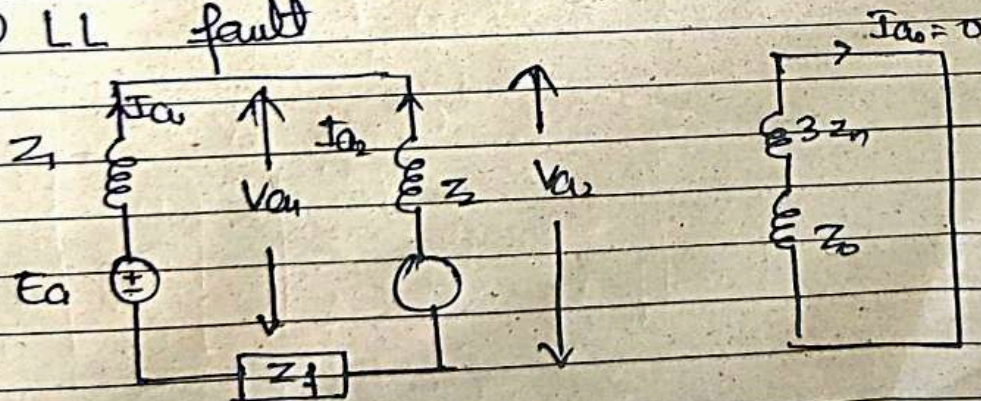 ) LL fault
Ia₀ = 0
Ia₁
Ia₂
3Zn
Z₁
Va₁
Z₂
Va₂
Z₀
Ea
±
Zf